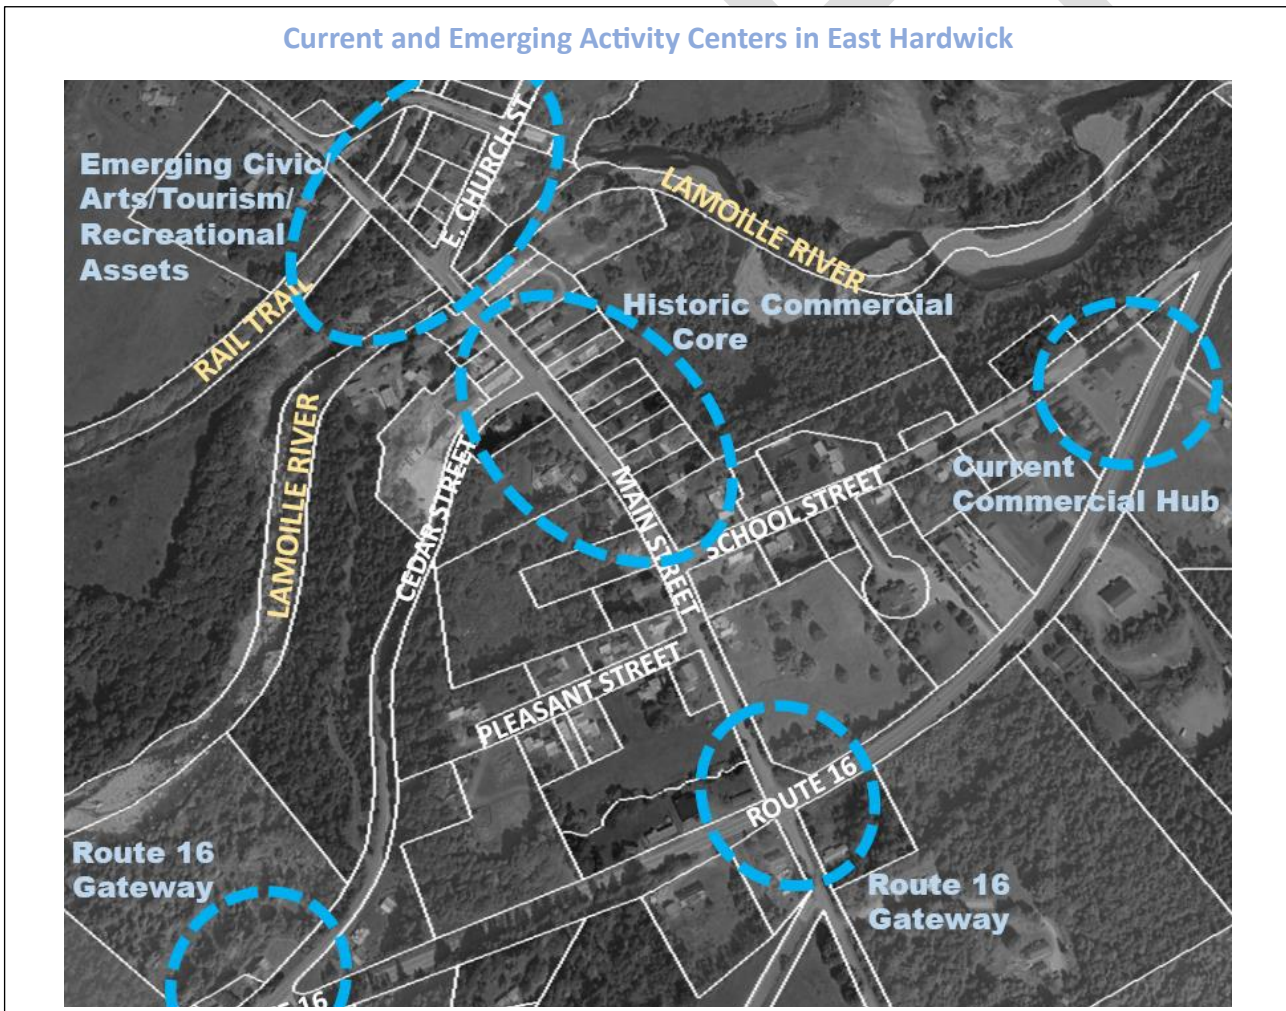 Current and Emerging Activity Centers in East Hardwick
Emerging Civic/
Arts/Tourism/
Recreational
Assets
E. CHURCH ST.
LAMOILLE RIVER
RAIL TRAIL
Historic Commercial
Core
LAMOILLE RIVER
CEDAR STREET
MAIN STREET
SCHOOL STREET
Current
Commercial Hub
PLEASANT STREET
ROUTE 16
Route 16
Gateway
Route 16
Gateway
16